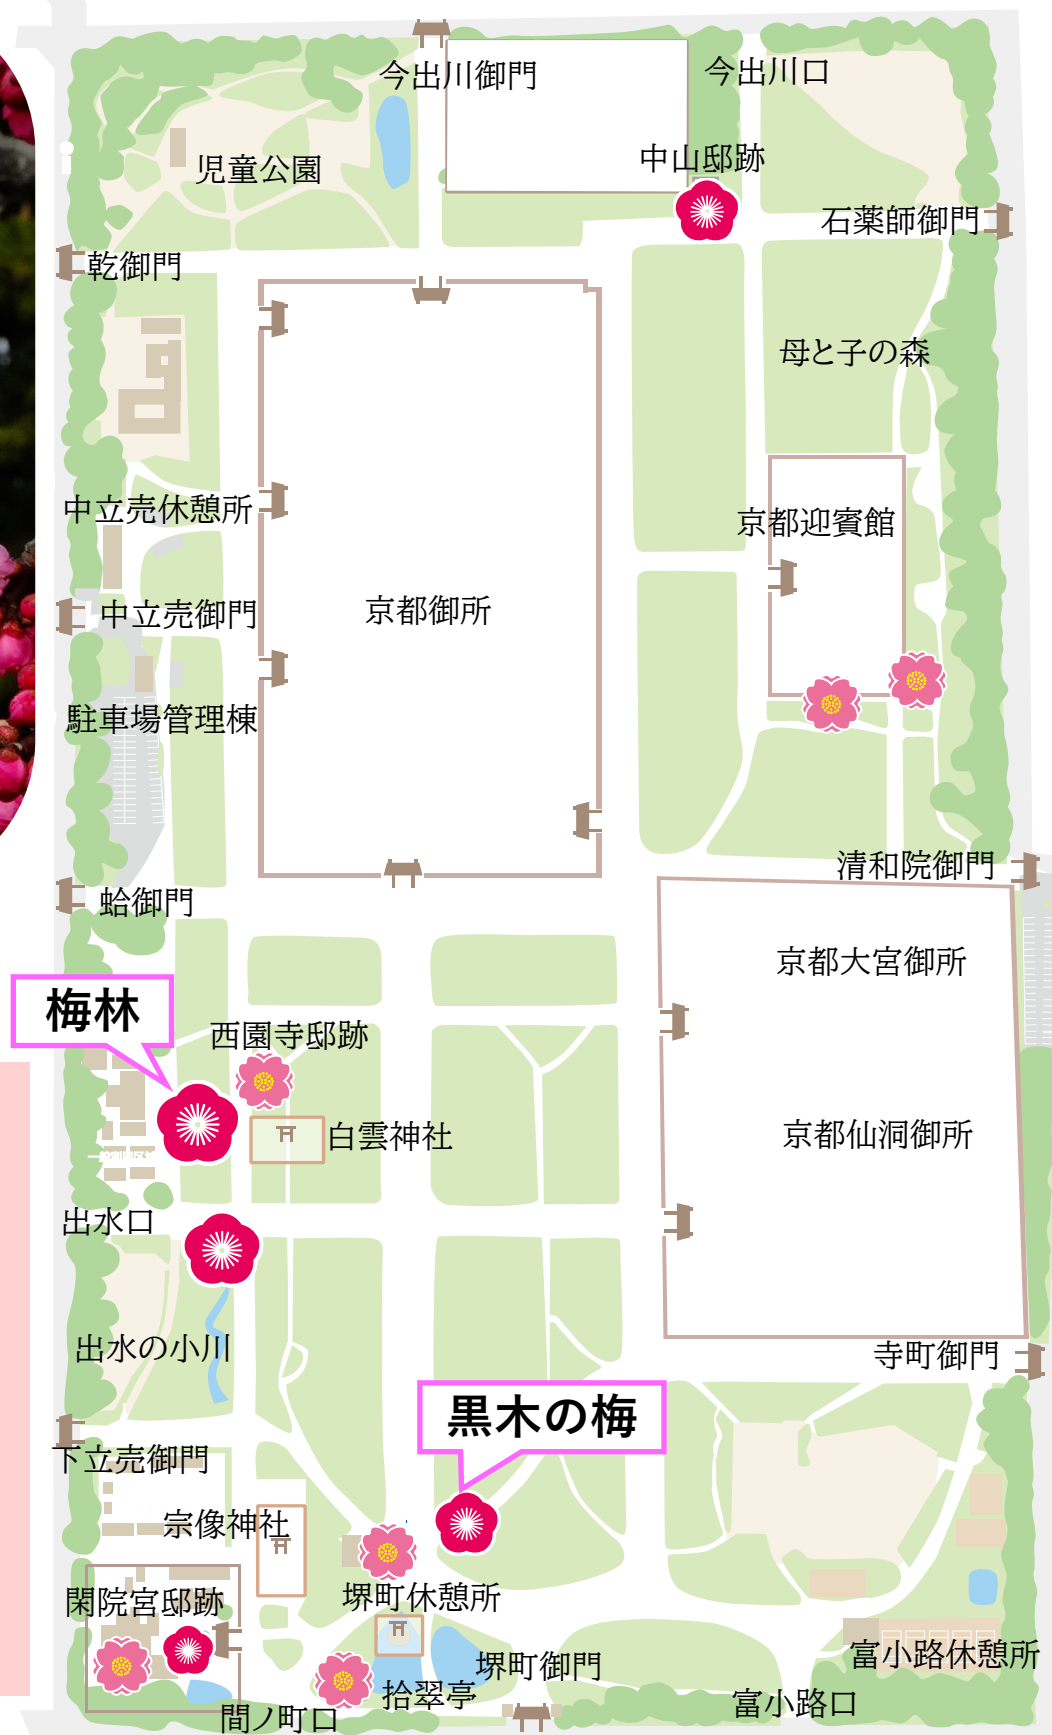 今出川御門
今出川口
児童公園
中山邸跡
石薬師御門
乾御門
母と子の森
中立売休憩所
京都迎賓館
中立売御門
京都御所
駐車場管理棟
清和院御門
蛤御門
京都大宮御所
梅林
西園寺邸跡
白雲神社
京都仙洞御所
出水口
出水の小川
寺町御門
黒木の梅
下立売御門
宗像神社
閑院宮邸跡
堺町休憩所
富小路休憩所
堺町御門
拾翠亭
富小路口
間ノ町口